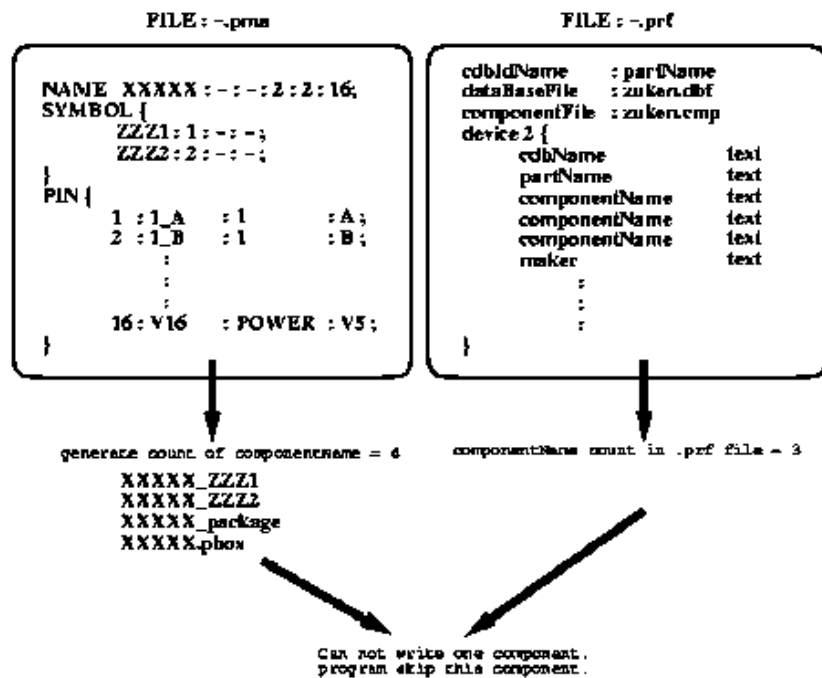 FILE : -.pma
NAME XXXXX : - : - : 2 : 2 : 16;
SYMBOL {
ZZZ1 : 1 : - : - ;
ZZZ2 : 2 : - : - ;
}
PIN {
1 : 1_A : 1 : A ;
2 : 1_B : 1 : B ;
:
:
:
16 : V16 : POWER : V5 ;
}
FILE : -.prf
cdbIdName : partName
dataBaseFile : zuken.dbf
componentFile : zuken.cmp
device 2 {
cdbName text
partName text
componentName text
componentName text
componentName text
maker text
:
:
:
}
generate count of componentname = 4
XXXXX_ZZZ1
XXXXX_ZZZ2
XXXXX_package
XXXXX.pbox
componentName count in .prf file = 3
Can not write one component.
program skip this component.